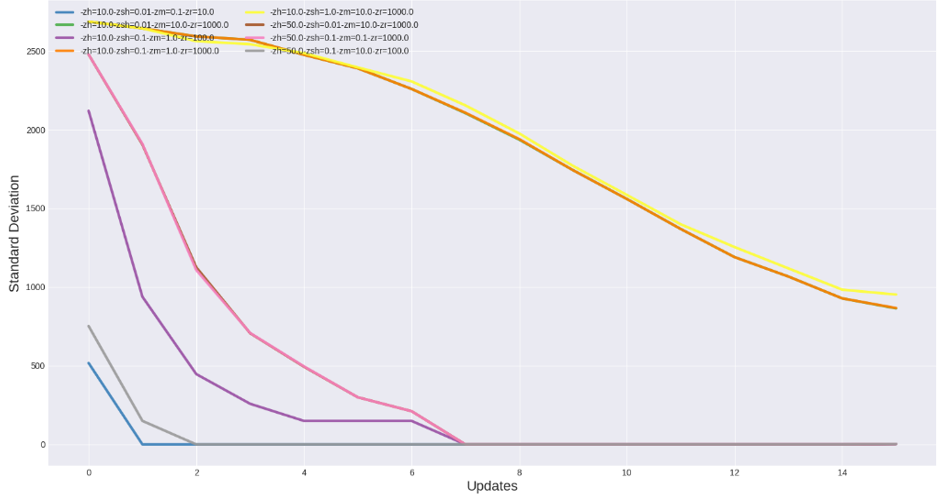 -zh=10.0-zsh=0.01-zm=0.1-zr=10.0
-zh=10.0-zsh=0.01-zm=10.0-zr=1000.0
-zh=10.0-zsh=0.1-zm=1.0-zr=100.0
-zh=10.0-zsh=0.1-zm=1.0-zr=1000.0
-zh=10.0-zsh=1.0-zm=10.0-zr=1000.0
-zh=50.0-zsh=0.01-zm=10.0-zr=1000.0
-zh=50.0-zsh=0.1-zm=0.1-zr=1000.0
-zh=50.0-zsh=0.1-zm=10.0-zr=100.0
2500
2000
1500
1000
500
0
Standard Deviation
0 2 4 6 8 10 12 14
Updates